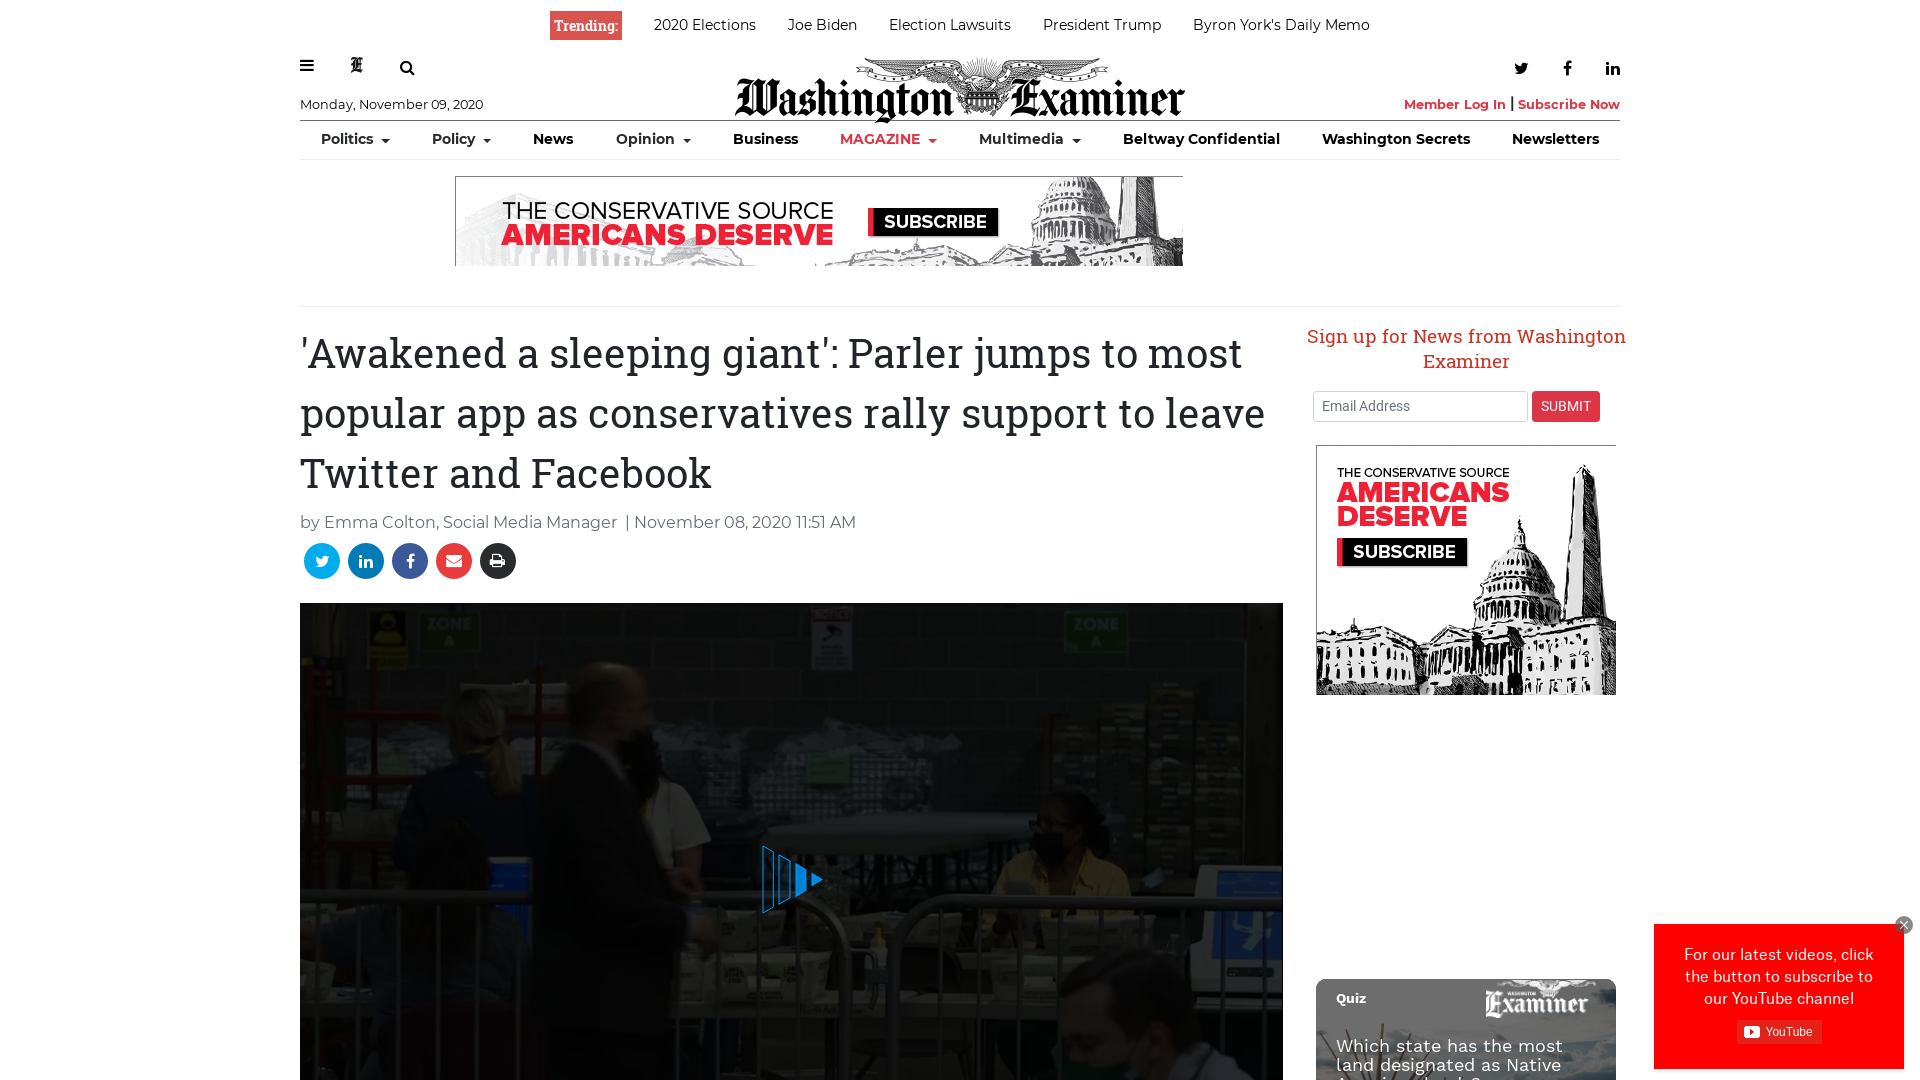 Trending: 2020 Elections Joe Biden Election Lawsuits President Trump Byron York's Daily Memo
E
Washington Examiner
Monday, November 09, 2020
Member Log In | Subscribe Now
Politics Policy News Opinion Business MAGAZINE Multimedia Beltway Confidential Washington Secrets Newsletters
THE CONSERVATIVE SOURCE
AMERICANS DESERVE
SUBSCRIBE
'Awakened a sleeping giant': Parler jumps to most
popular app as conservatives rally support to leave
Twitter and Facebook
by Emma Colton, Social Media Manager | November 08, 2020 11:51 AM
ZONE
A
ZONE
A
Sign up for News from Washington
Examiner
Email Address SUBMIT
THE CONSERVATIVE SOURCE
AMERICANS
DESERVE
SUBSCRIBE
Quiz
Washington
Examiner
Which state has the most
land designated as Native
For our latest videos, click
the button to subscribe to
our YouTube channel
YouTube